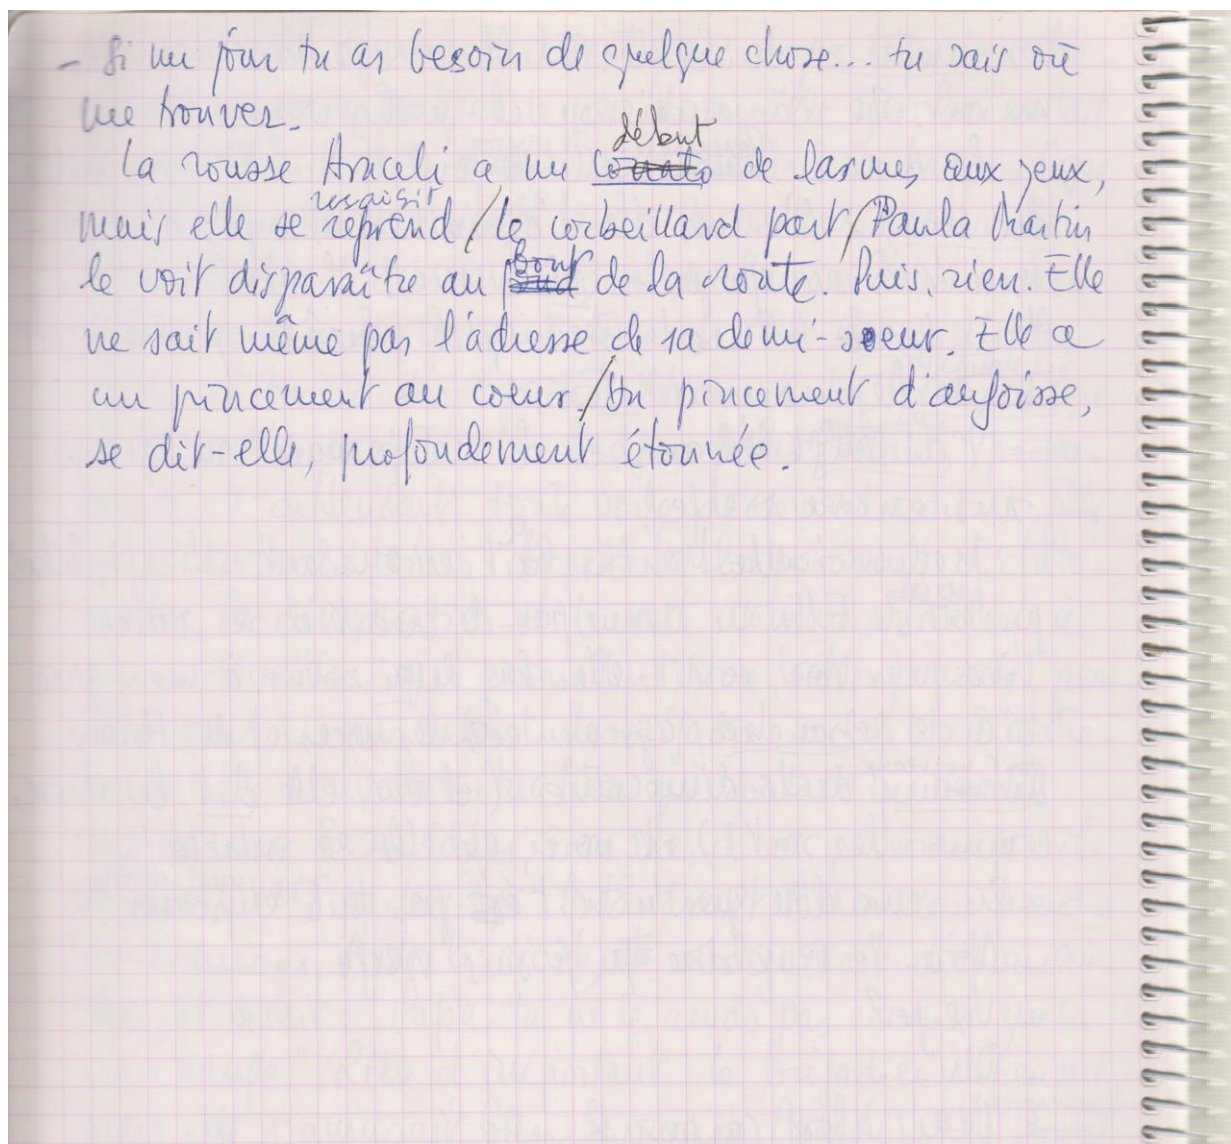 - Si un jour tu as besoin de quelque chose... tu sais où
me trouver.
début
La rousse Araceli a un conato de larmes aux yeux,
ressaisit
mais elle se reprend / le corbeillard part / Paula Martin
bout
le voit disparaître au de la route. Puis, rien. Elle
ne sait même pas l'adresse de sa demi-soeur. Elle a
un pincement au coeur. / Un pincement d'angoisse,
se dit-elle, profondement étonnée.